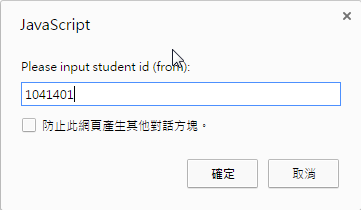 JavaScript
Please input student id (from):
1041401
防止此網頁產生其他對話方塊。
確定
取消